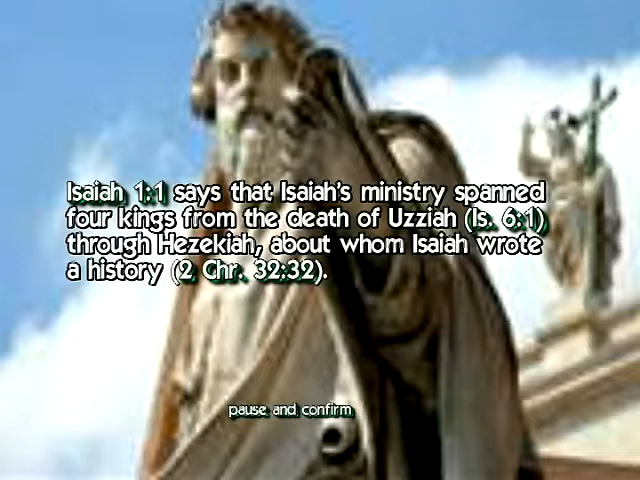 Isaiah 1:1 says that Isaiah's ministry spanned
four kings from the death of Uzziah (Is. 6:1)
through Hezekiah, about whom Isaiah wrote
a history (2 Chr. 32:32).
pause and confirm